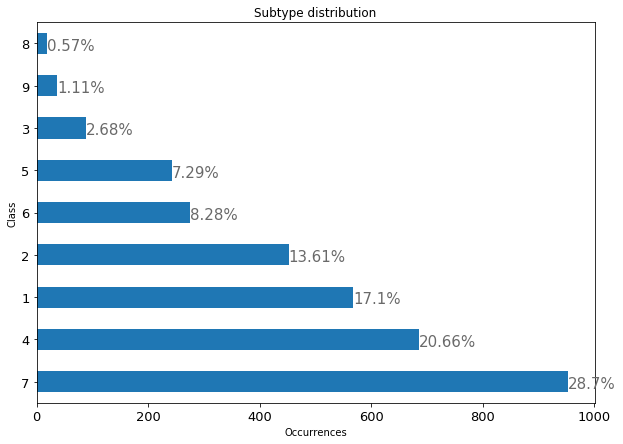 Subtype distribution
8 0.57%
9 1.11%
3 2.68%
5 7.29%
6 8.28%
2 13.61%
1 17.1%
4 20.66%
7 28.7%
Class
0 200 400 600 800 1000
Occurrences